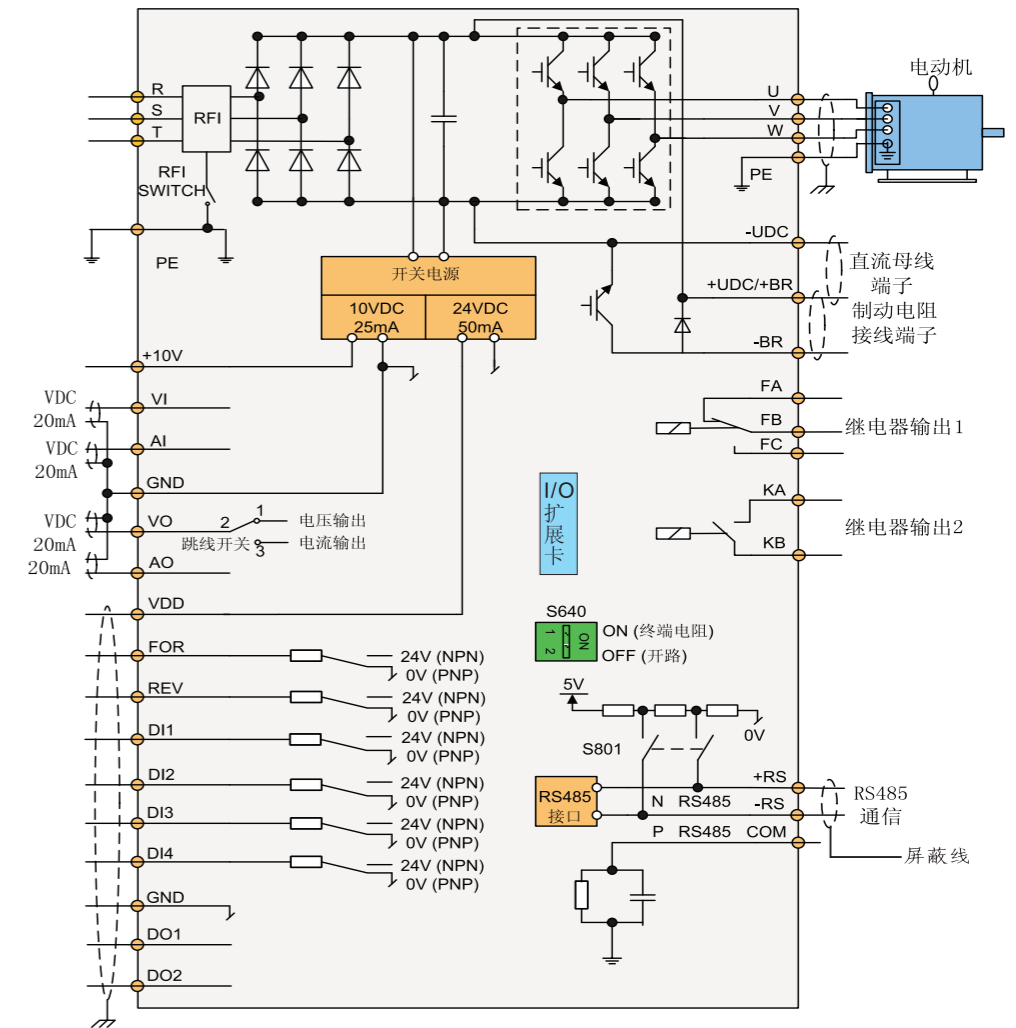 电动机
R
S
T
RFI
RFI
SWITCH
PE
U
V
W
PE
-UDC
+UDC/+BR
-BR
直流母线
端子
制动电阻
接线端子
开关电源
10VDC
25mA
24VDC
50mA
+10V
VDC
20mA
VI
VDC
20mA
AI
GND
VDC
20mA
VO
2
1
电压输出
跳线开关
3
电流输出
20mA
AO
VDD
FA
FB
FC
继电器输出1
KA
KB
继电器输出2
I/O
扩
展
卡
S640
1
2
ON
ON (终端电阻)
OFF (开路)
FOR
24V (NPN)
0V (PNP)
REV
24V (NPN)
0V (PNP)
DI1
24V (NPN)
0V (PNP)
DI2
24V (NPN)
0V (PNP)
DI3
24V (NPN)
0V (PNP)
DI4
24V (NPN)
0V (PNP)
GND
DO1
DO2
5V
0V
S801
RS485
接口
N RS485
P RS485
+RS
-RS
COM
RS485
通信
屏蔽线